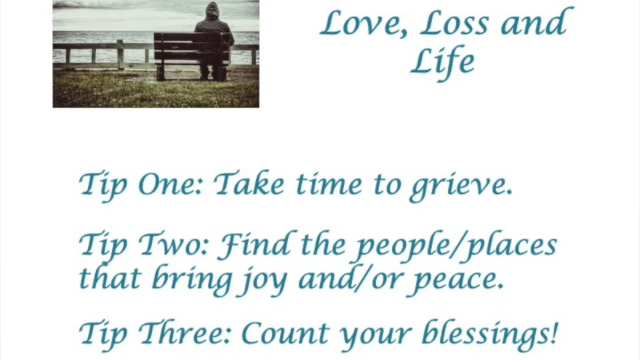 Love, Loss and
Life
Tip One: Take time to grieve.
Tip Two: Find the people/places
that bring joy and/or peace.
Tip Three: Count your blessings!